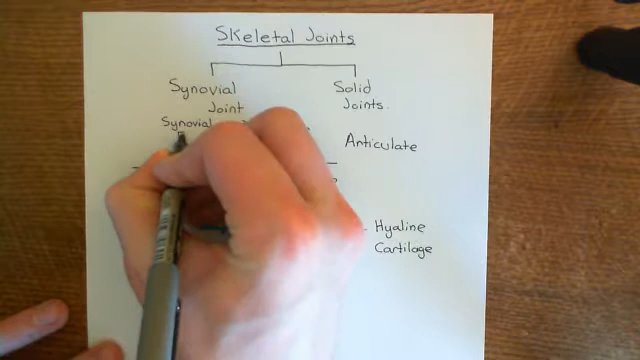 Skeletal Joints
Synovial
Joint
Solid
Joints.
Synovial
Articulate
Hyaline
Cartilage